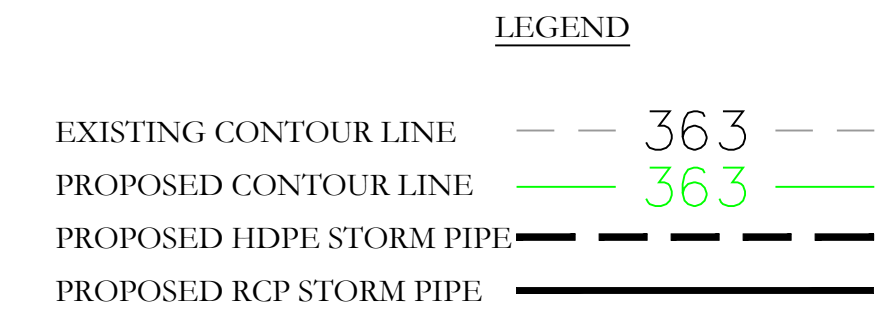 LEGEND
EXISTING CONTOUR LINE 363
PROPOSED CONTOUR LINE 363
PROPOSED HDPE STORM PIPE
PROPOSED RCP STORM PIPE